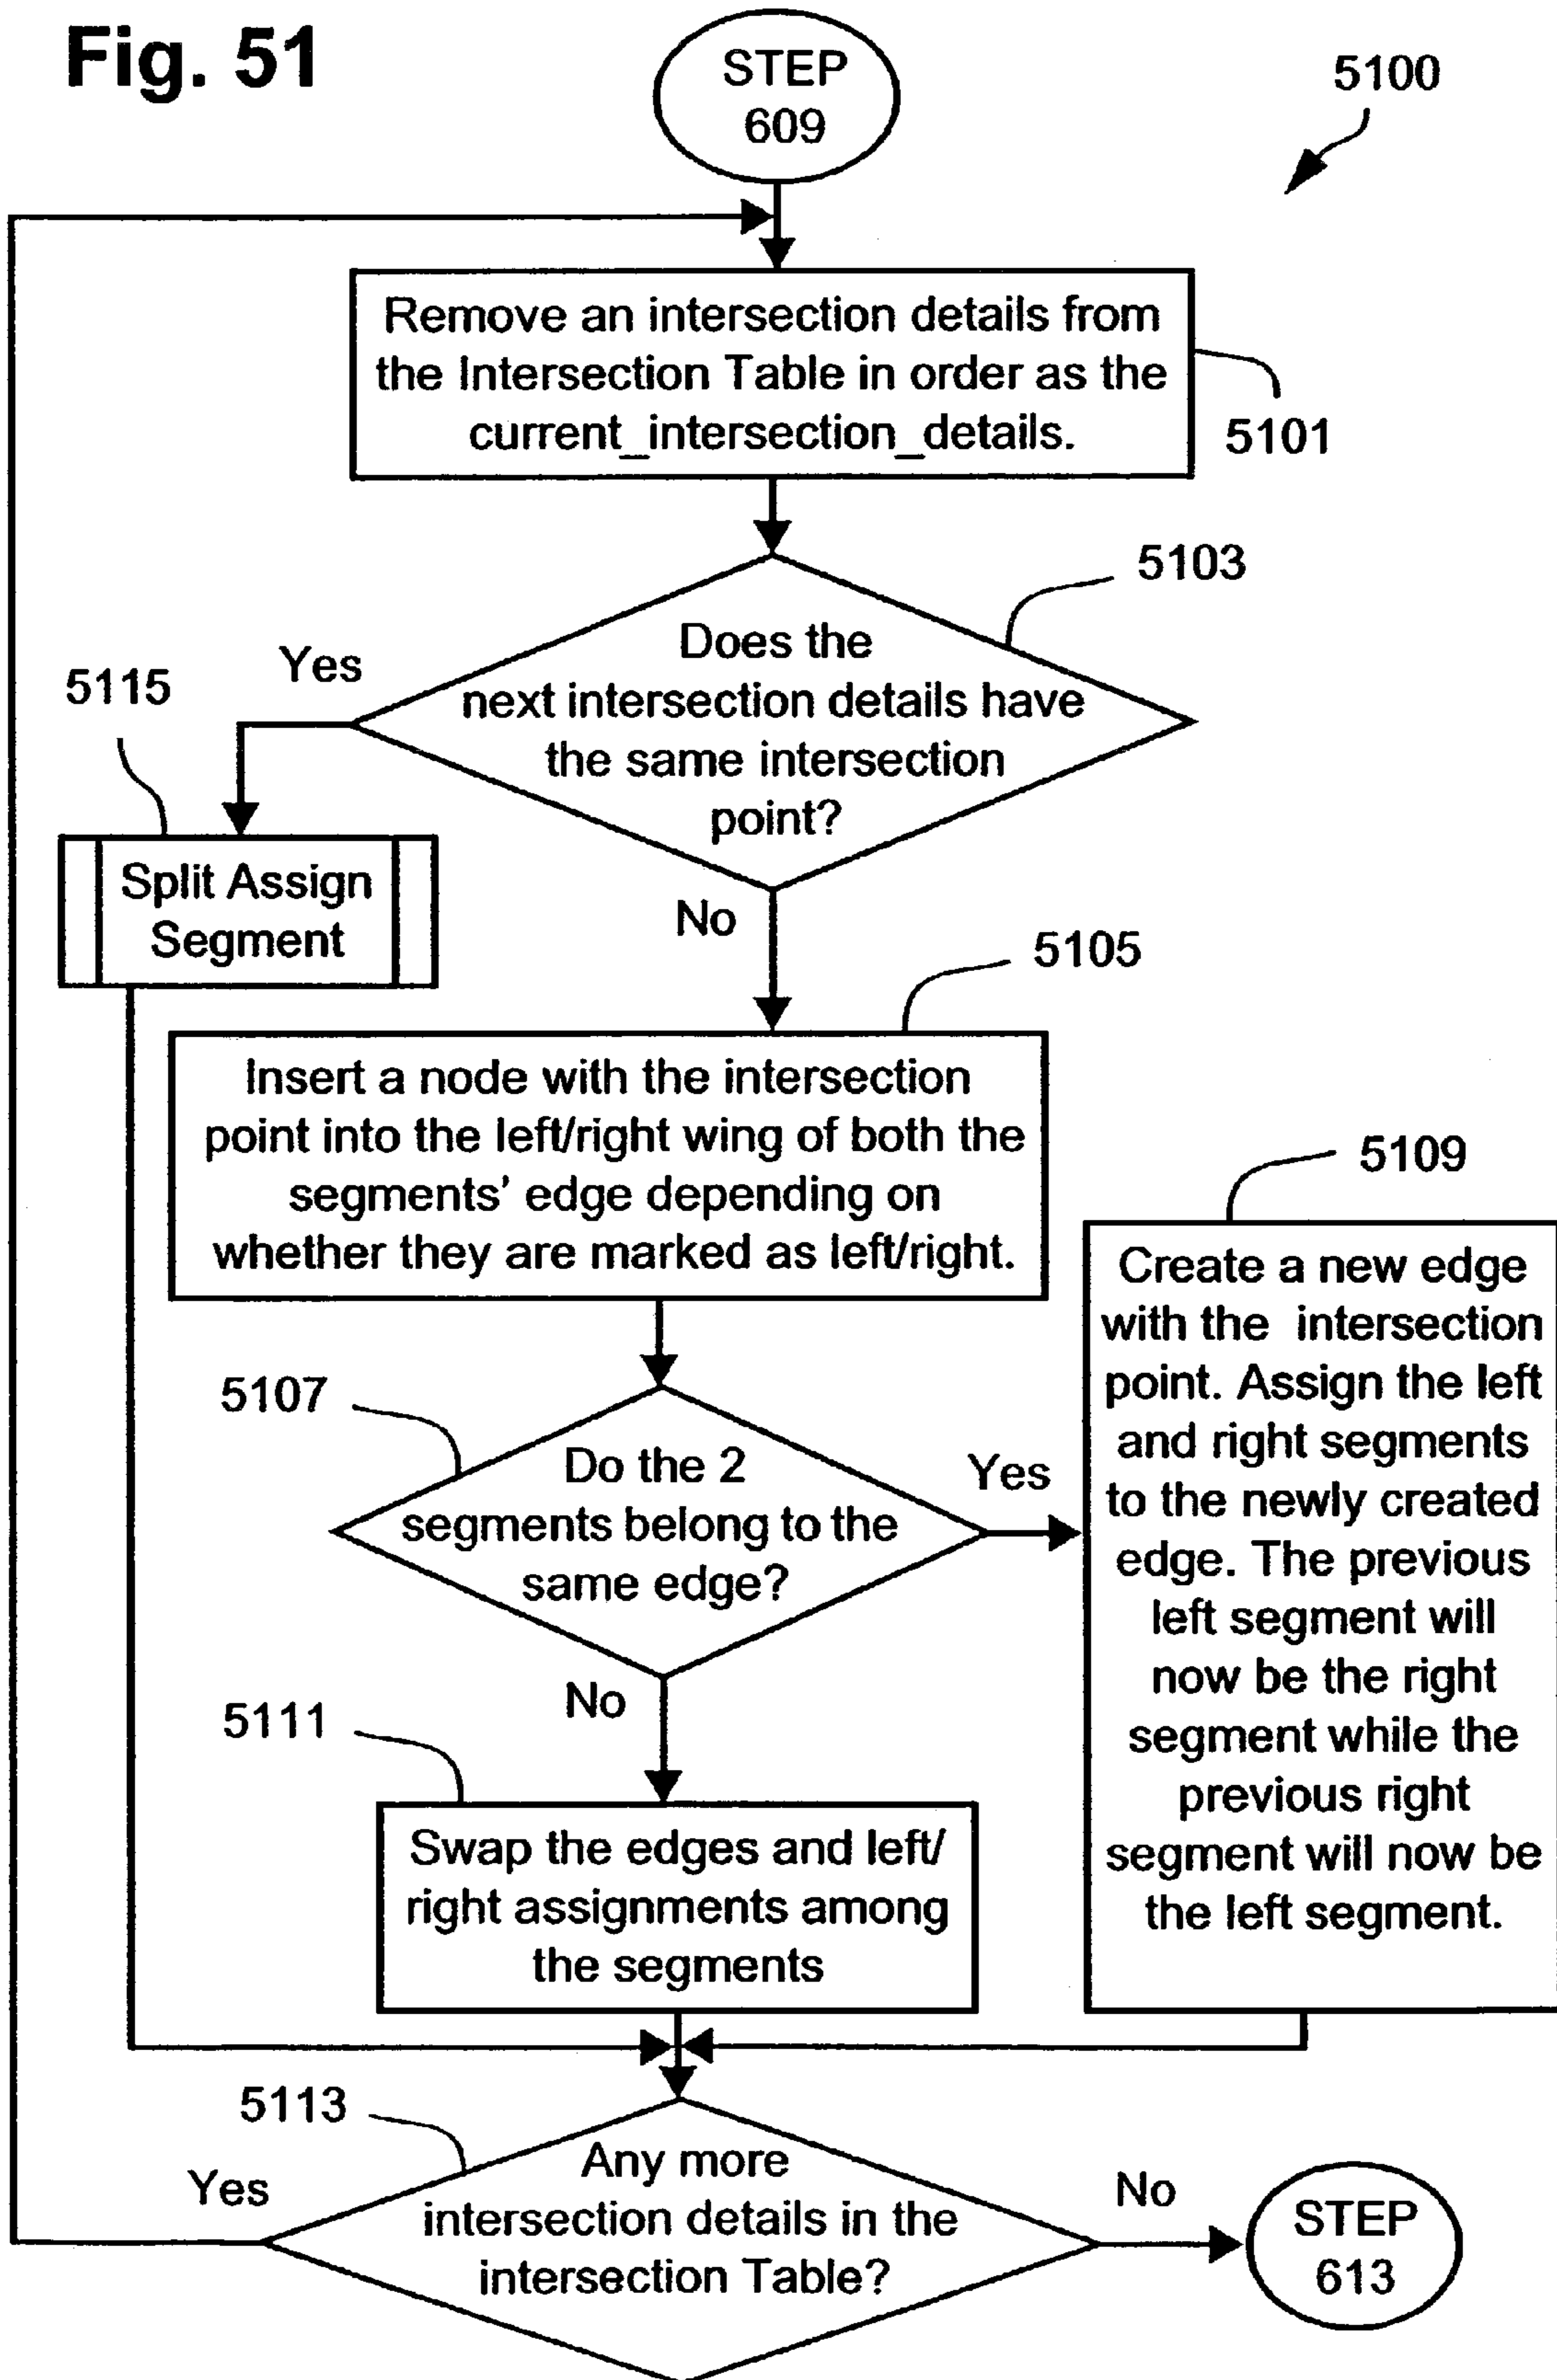 Fig. 51
STEP
609
5100
Remove an intersection details from
the Intersection Table in order as the
current_intersection_details.
5101
5103
Does the
next intersection details have
the same intersection
point?
Yes
5115
Split Assign
Segment
No
5105
Insert a node with the intersection
point into the left/right wing of both the
segments' edge depending on
whether they are marked as left/right.
5109
Create a new edge
with the intersection
point. Assign the left
and right segments
to the newly created
edge. The previous
left segment will
now be the right
segment while the
previous right
segment will now be
the left segment.
5107
Do the 2
segments belong to the
same edge?
Yes
No
5111
Swap the edges and left/
right assignments among
the segments
5113
Any more
intersection details in the
intersection Table?
Yes
No
STEP
613